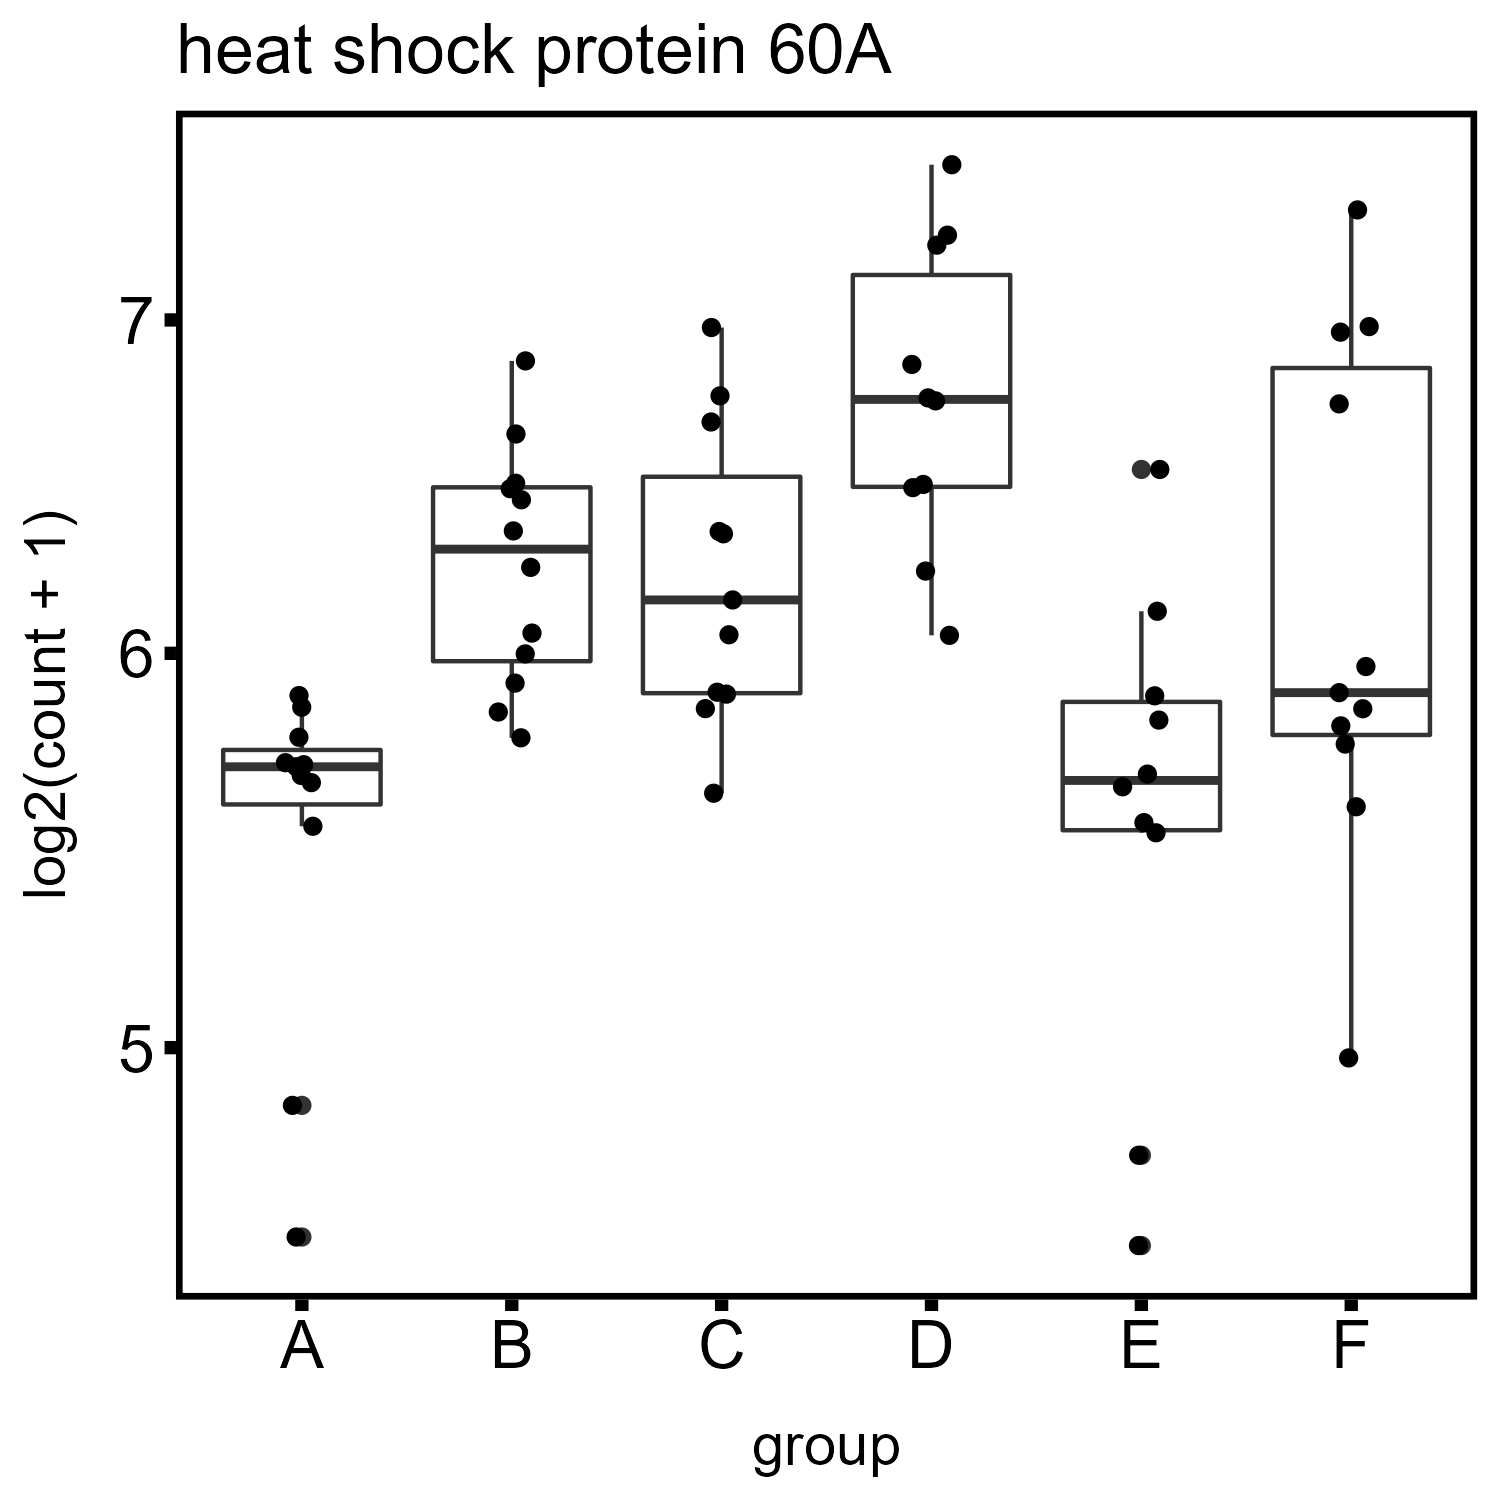 heat shock protein 60A
log2(count + 1)
7
6
5
A B C D E F
group